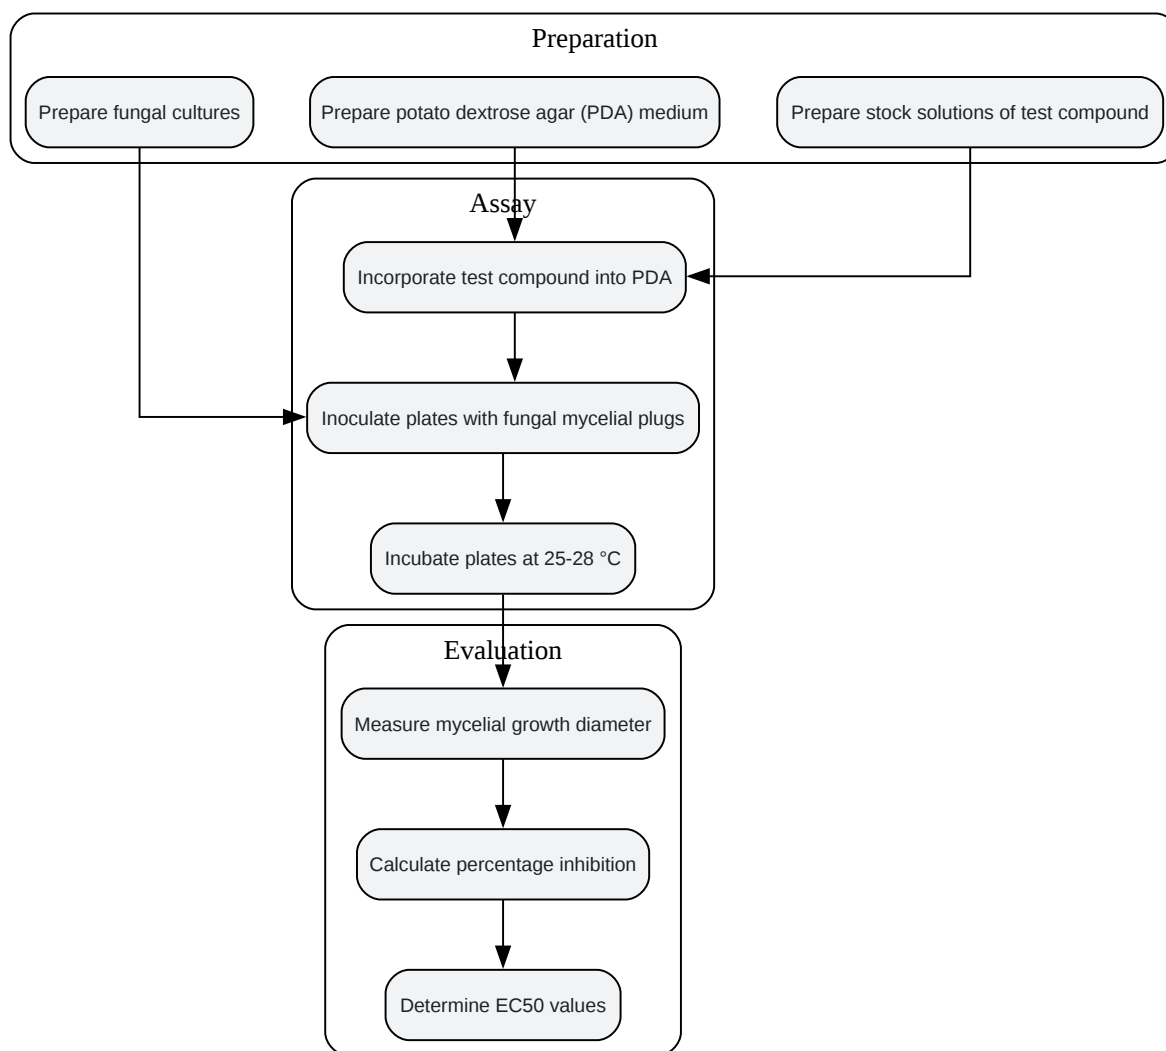 Preparation
Prepare fungal cultures
Prepare potato dextrose agar (PDA) medium
Prepare stock solutions of test compound
Assay
Incorporate test compound into PDA
Inoculate plates with fungal mycelial plugs
Incubate plates at 25-28 °C
Evaluation
Measure mycelial growth diameter
Calculate percentage inhibition
Determine EC50 values